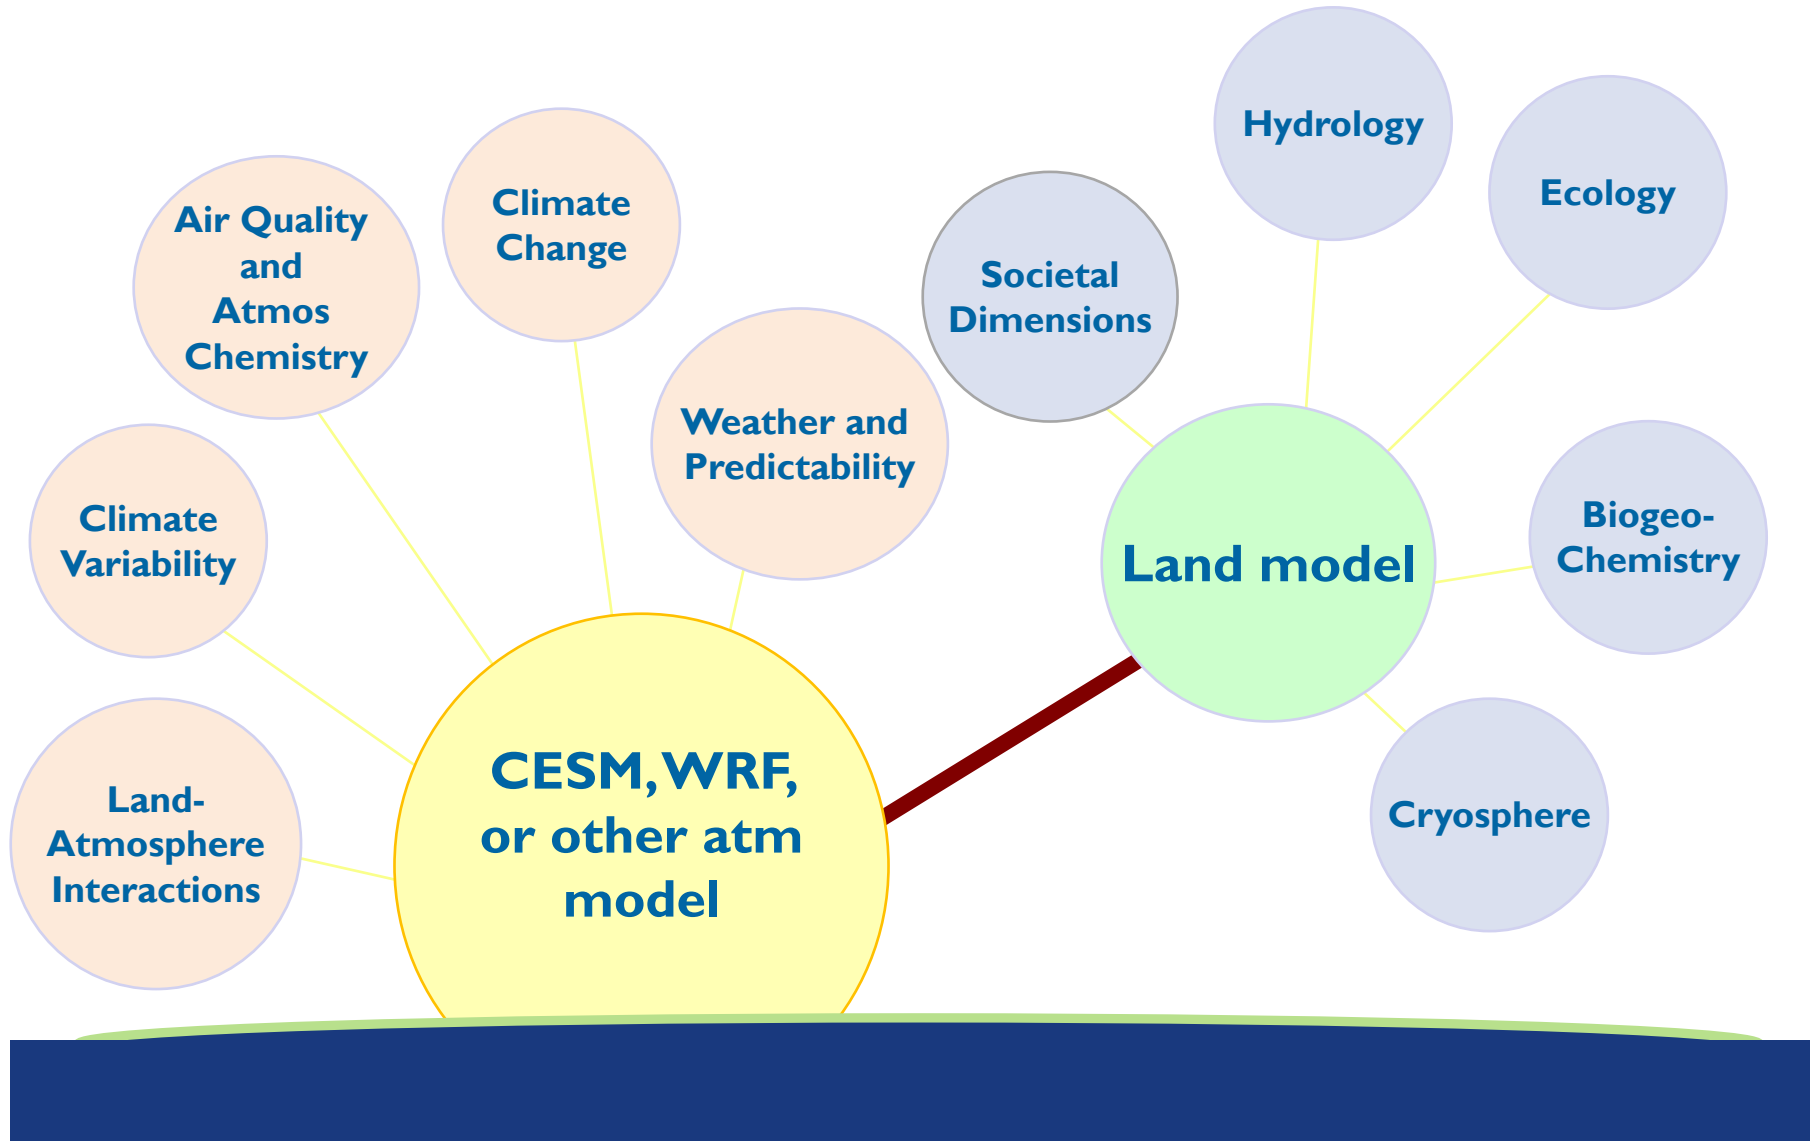 Hydrology
Ecology
Climate
Change
Air Quality
and
Atmos
Chemistry
Societal
Dimensions
Weather and
Predictability
Climate
Variability
Land model
Biogeo-
Chemistry
CESM, WRF,
or other atm
model
Land-
Atmosphere
Interactions
Cryosphere